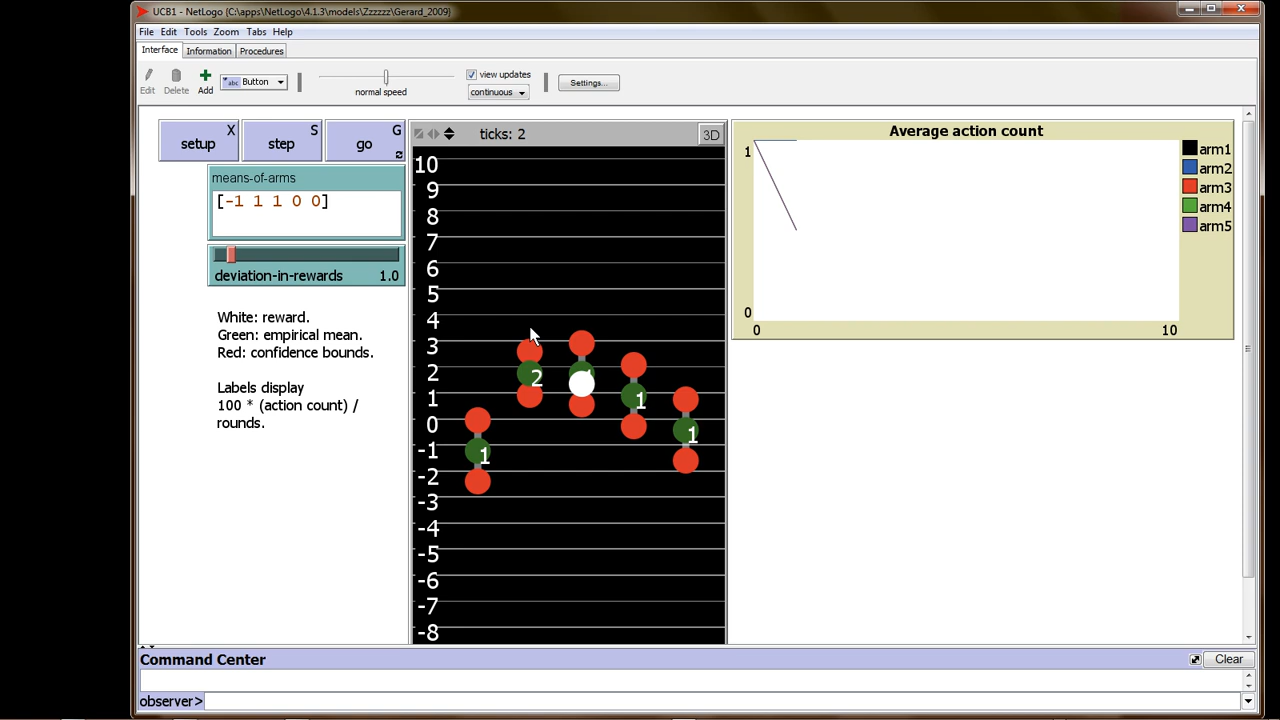 UCB1 - NetLogo {C:\apps\NetLogo\4.1.3\models\Zzzzzz\Gerard_2009}
File Edit Tools Zoom Tabs Help
Interface Information Procedures
Edit Delete Add abc Button normal speed view updates continuous Settings...
X setup S step G go
means-of-arms
[-1 1 1 0 0]
deviation-in-rewards 1.0
White: reward.
Green: empirical mean.
Red: confidence bounds.
Labels display
100 * (action count) /
rounds.
ticks: 2 3D
10
9
8
7
6
5
4
3
2
1
0
-1
-2
-3
-4
-5
-6
-7
-8
1 2 1 1
Average action count
1
0
0 10
arm1
arm2
arm3
arm4
arm5
Command Center Clear
observer>